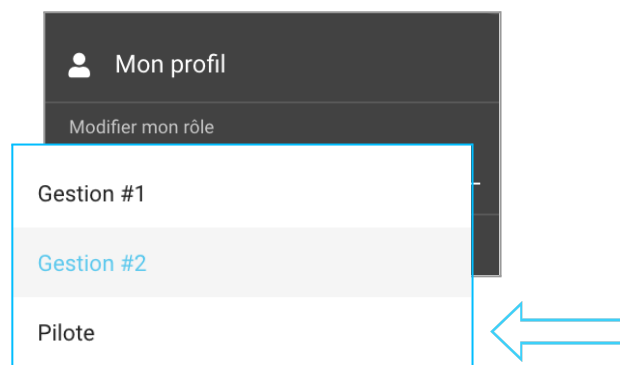 Mon profil
Modifier mon rôle
Gestion #1
Gestion #2
Pilote